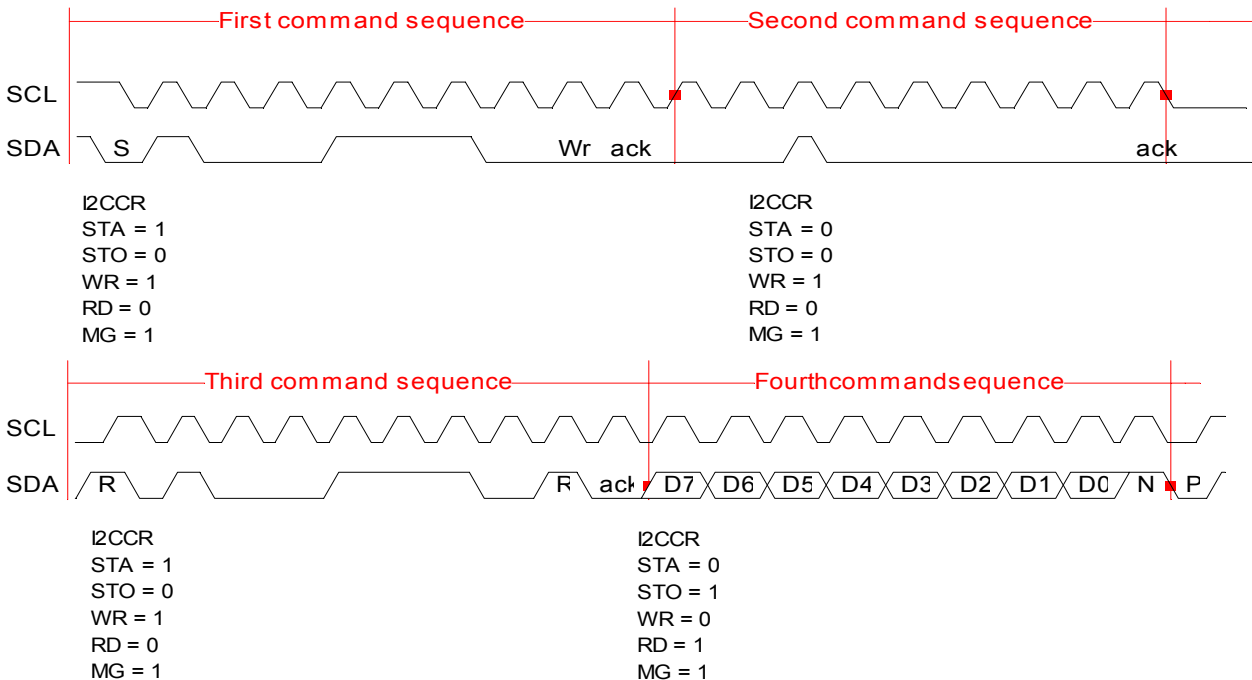 First command sequence
Second command sequence
SCL
SDA
S
Wr ack
ack
I2CCR
STA = 1
STO = 0
WR = 1
RD = 0
MG = 1
I2CCR
STA = 0
STO = 0
WR = 1
RD = 0
MG = 1
Third command sequence
Fourthcommandsequence
SCL
SDA
R
R
ack
D7
D6
D5
D4
D3
D2
D1
D0
N
P
I2CCR
STA = 1
STO = 0
WR = 1
RD = 0
MG = 1
I2CCR
STA = 0
STO = 1
WR = 0
RD = 1
MG = 1